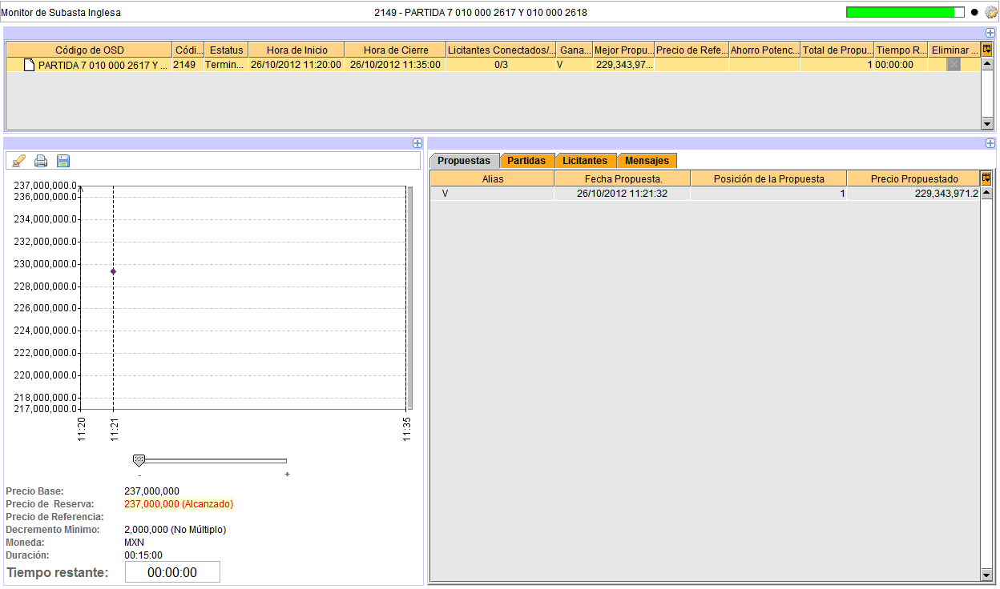 Monitor de Subasta Inglesa
2149 - PARTIDA 7 010 000 2617 Y 010 000 2618
Código de OSD Códi... Estatus Hora de Inicio Hora de Cierre Licitantes Conectados/... Gana... Mejor Propu... Precio de Refe... Ahorro Potenc... Total de Propu... Tiempo R... Eliminar ...
PARTIDA 7 010 000 2617 Y ... 2149 Termin... 26/10/2012 11:20:00 26/10/2012 11:35:00 0/3 V 229,343,97... 1 00:00:00
237,000,000.0
236,000,000.0
234,000,000.0
232,000,000.0
230,000,000.0
228,000,000.0
226,000,000.0
224,000,000.0
222,000,000.0
220,000,000.0
218,000,000.0
217,000,000.0
11:20 11:21 11:35
- +
Precio Base: 237,000,000
Precio de Reserva: 237,000,000 (Alcanzado)
Precio de Referencia:
Decremento Mínimo: 2,000,000 (No Múltiplo)
Moneda: MXN
Duración: 00:15:00
Tiempo restante: 00:00:00
Propuestas Partidas Licitantes Mensajes
Alias Fecha Propuesta. Posición de la Propuesta Precio Propuestado
V 26/10/2012 11:21:32 1 229,343,971.2